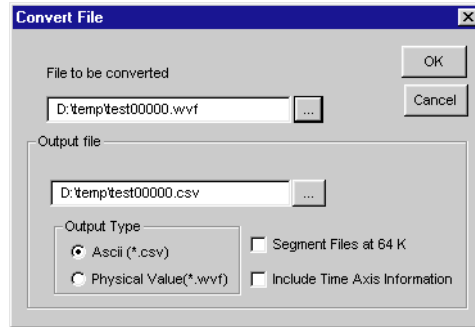 Convert File
OK
File to be converted
Cancel
D:\temp\test00000.wvf
...
Output file
D:\temp\test00000.csv
...
Output Type
Ascii (*.csv)
Segment Files at 64 K
Physical Value(*.wvf)
Include Time Axis Information